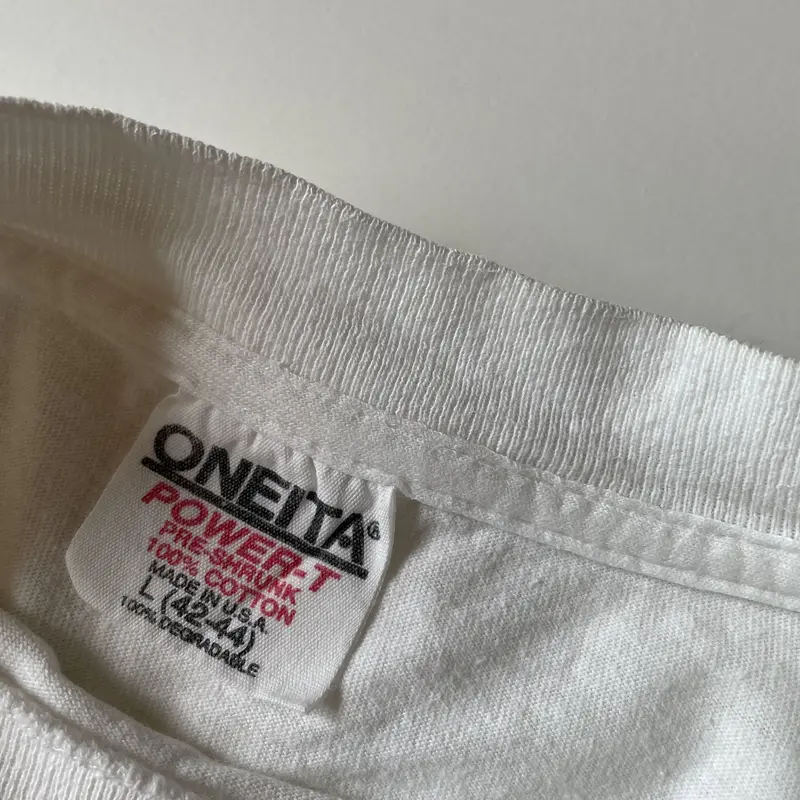 ONEITA®
POWER-T
PRE-SHRUNK
100% COTTON
MADE IN U.S.A.
L (42-44)
100% DEGRADABLE